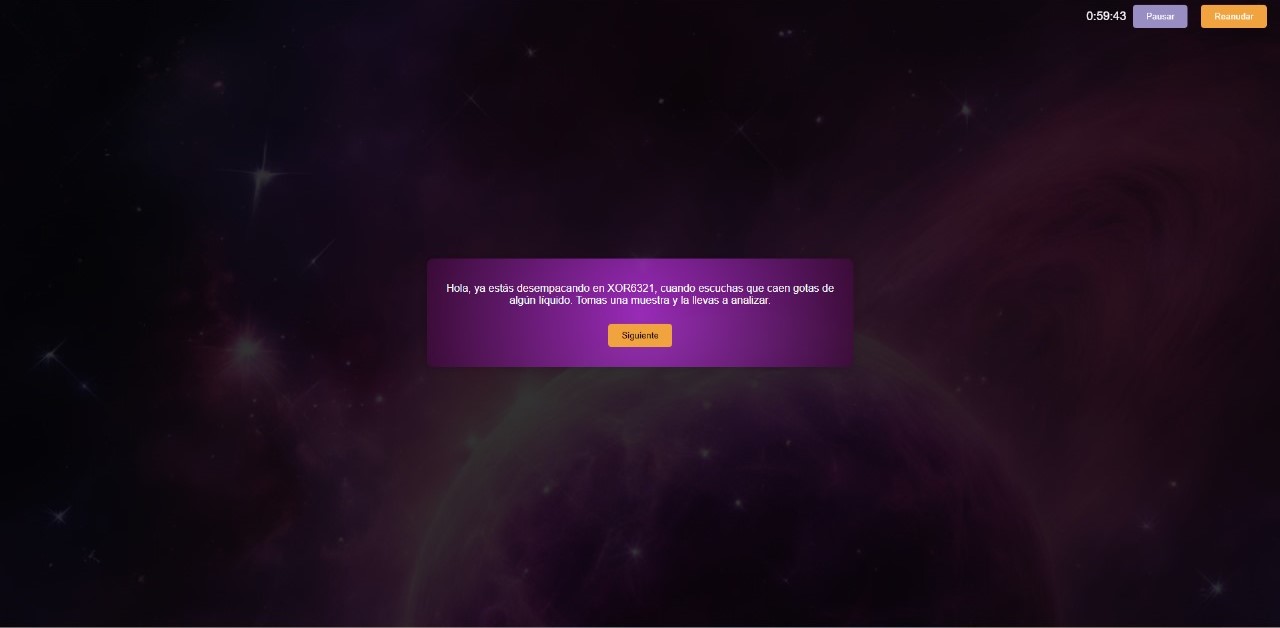 0:59:43 Pausar Reanudar
Hola, ya estás desempacando en XOR6321, cuando escuchas que caen gotas de
algún líquido. Tomas una muestra y la llevas a analizar.
Siguiente